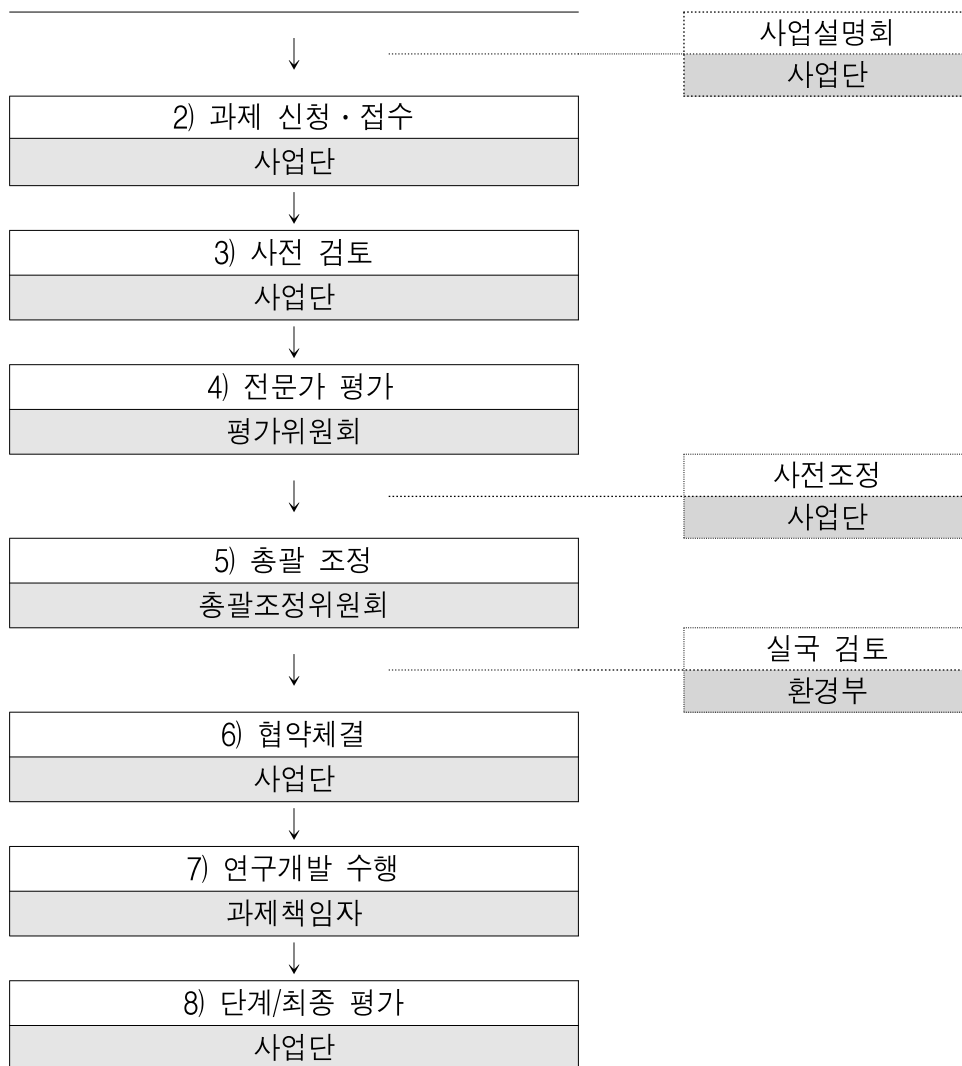 사업설명회
사업단
2) 과제 신청・접수
사업단
3) 사전 검토
사업단
4) 전문가 평가
평가위원회
사전조정
사업단
5) 총괄 조정
총괄조정위원회
실국 검토
환경부
6) 협약체결
사업단
7) 연구개발 수행
과제책임자
8) 단계/최종 평가
사업단